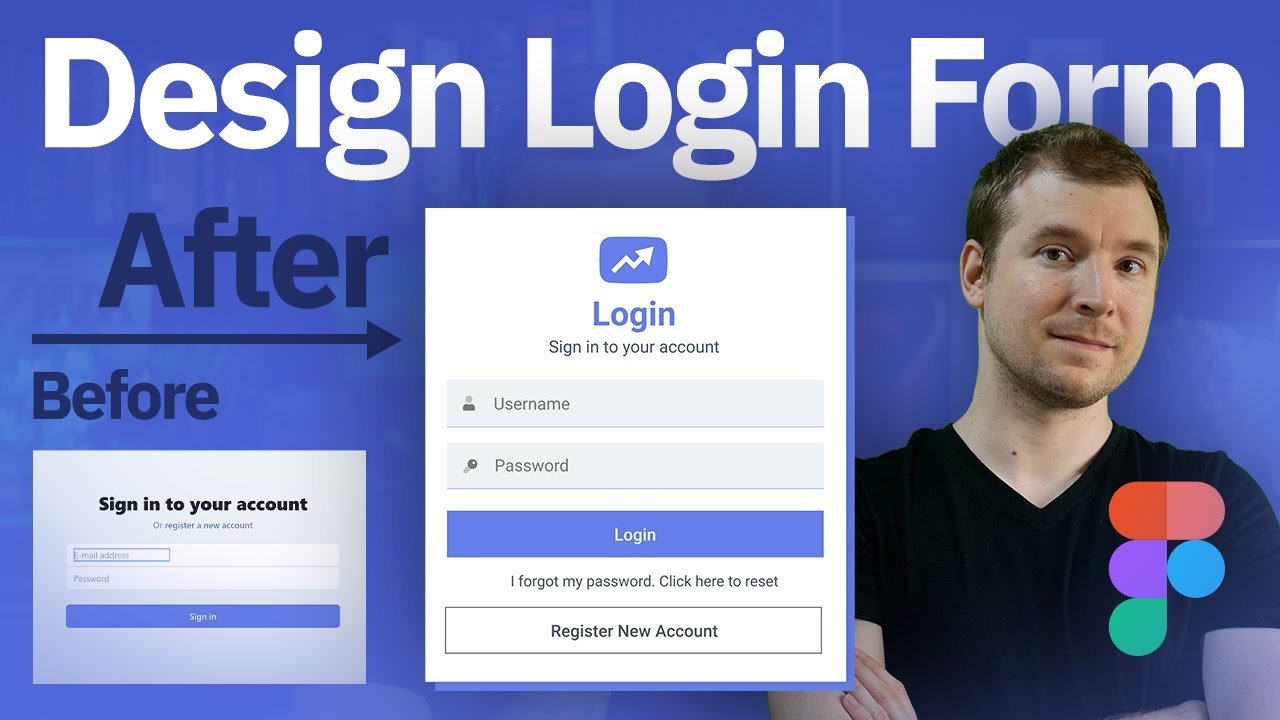 Design Login Form
After
Before
Sign in to your account
Or register a new account
E-mail address
Password
Sign in
Login
Sign in to your account
Username
Password
Login
I forgot my password. Click here to reset
Register New Account